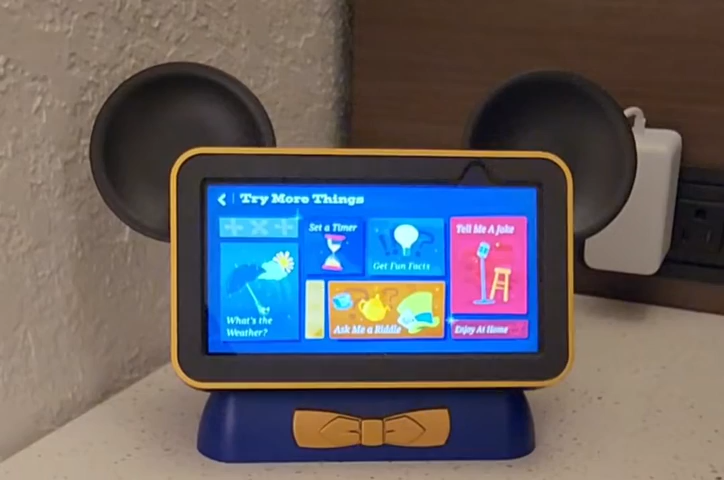 Try More Things
Set a Timer
Get Fun Facts
Tell Me A Joke
What's the
Weather?
Ask Me a Riddle
Enjoy At Home